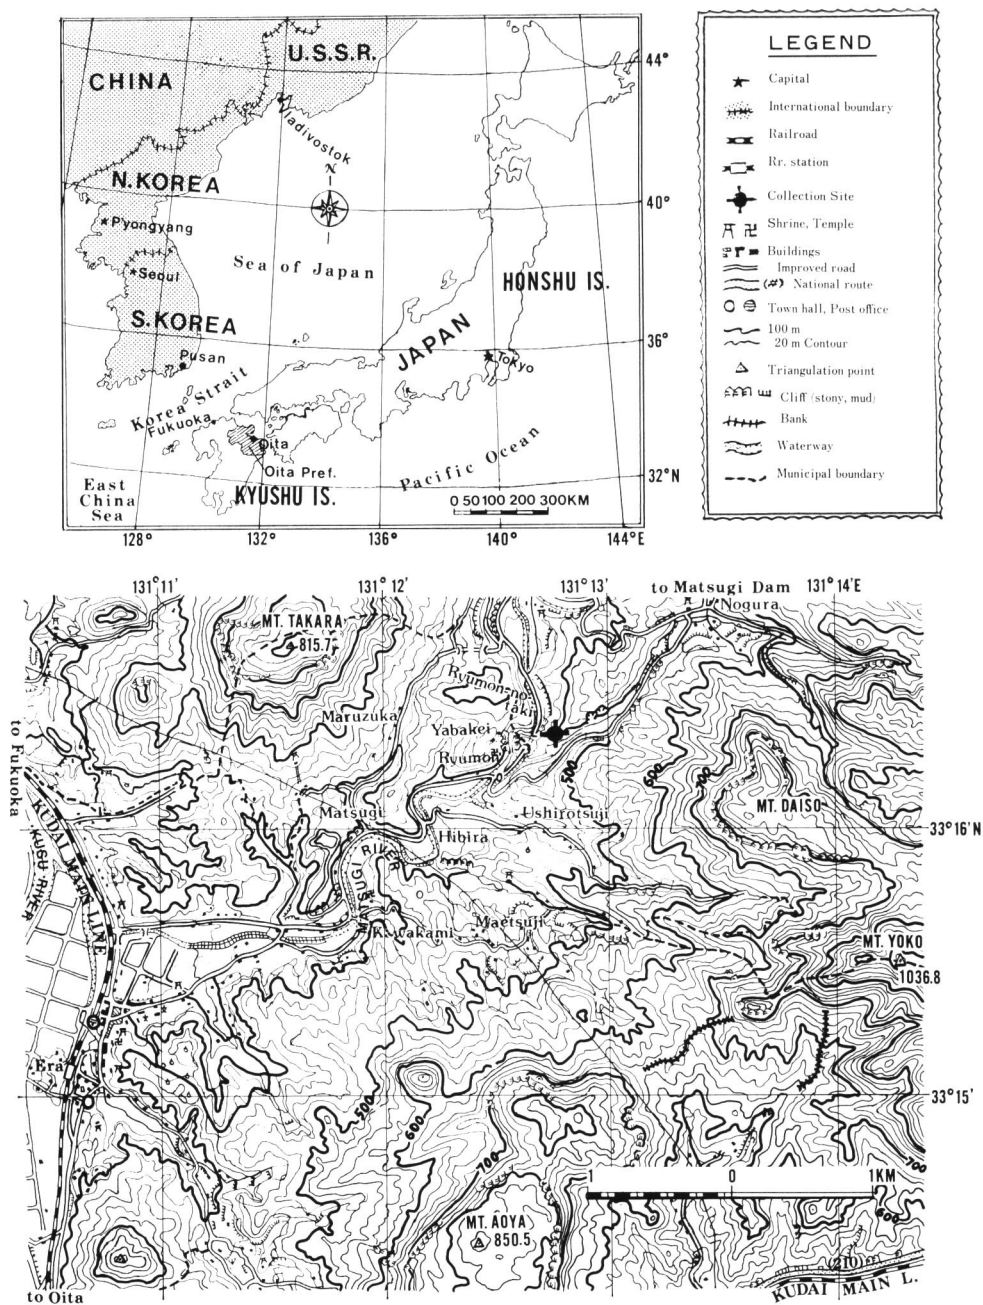 U.S.S.R.
CHINA
Vladivostok
N
N.KOREA
Pyongyang
Seoul
Sea of Japan
HONSHU IS.
S.KOREA
JAPAN
Pusan
Tokyo
Korea Strait
Fukuoka
Oita
Oita Pref.
Pacific Ocean
East
China
Sea
KYUSHU IS.
0 50 100 200 300KM
44°
40°
36°
32°N
128°
132°
136°
140°
144°E
LEGEND
Capital
International boundary
Railroad
Rr. station
Collection Site
Shrine, Temple
Buildings
Improved road
(#) National route
Town hall, Post office
100 m
20 m Contour
Triangulation point
Cliff (stony, mud)
Bank
Waterway
Municipal boundary
131°11'
131°12'
131°13'
to Matsugi Dam
131°14'E
Nogura
MT. TAKARA
815.7
Ryumon-no
taki
Maruzuka
Yabakei
Ryumon
500
600
700
MT. DAISO
to Fukuoka
KUDAI MAIN LINE
KUSU RIVER
Matsugi
Ushirotsuji
Hibira
33°16'N
MATSUGI RIVER
Maetsuji
Kawakami
MT. YOKO
1036.8
Era
33°15'
500
600
700
700
1 0 1KM
600
MT. AOYA
850.5
(210)
to Oita
KUDAI MAIN L.